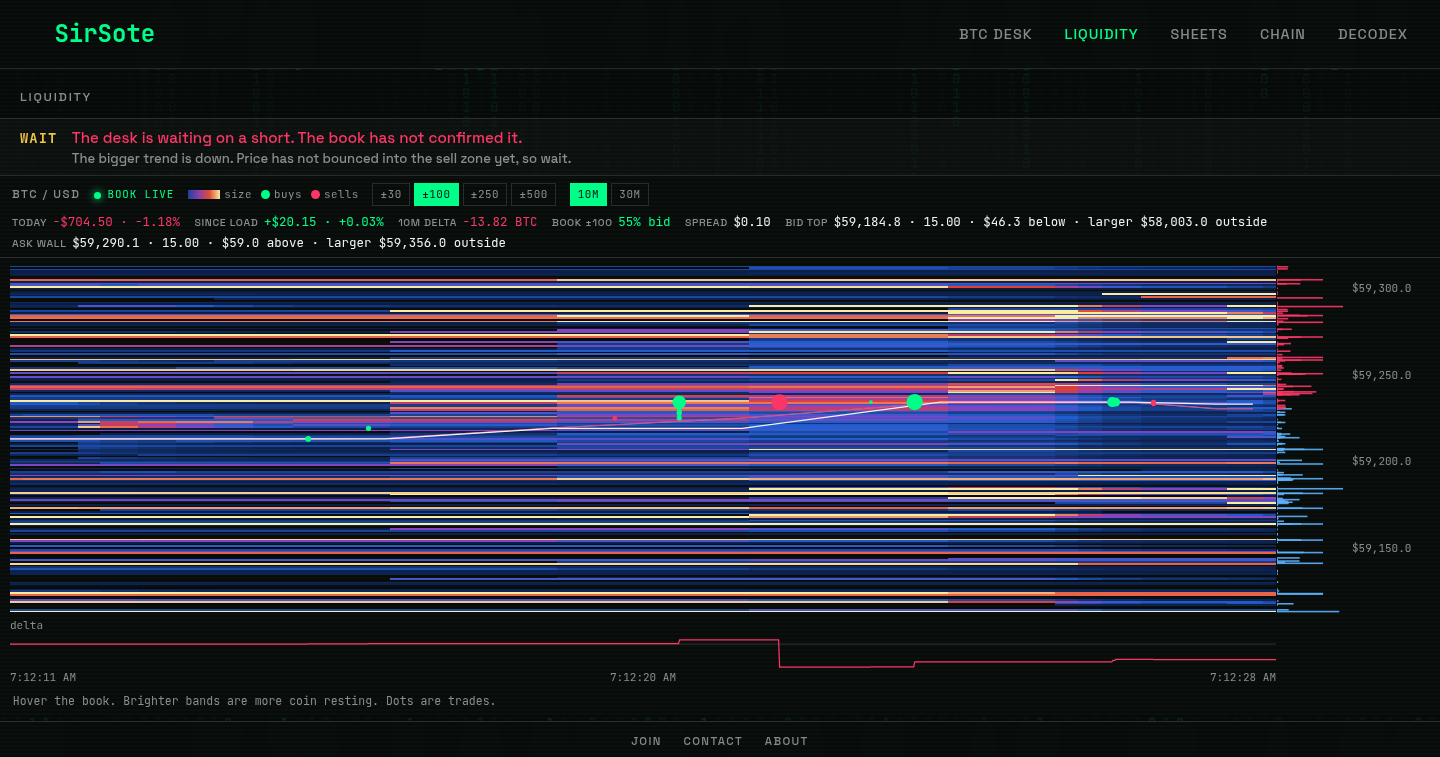 SirSote
BTC DESK LIQUIDITY SHEETS CHAIN DECODEX
LIQUIDITY
WAIT The desk is waiting on a short. The book has not confirmed it.
The bigger trend is down. Price has not bounced into the sell zone yet, so wait.
BTC / USD BOOK LIVE size buys sells ±30 ±100 ±250 ±500 10M 30M
TODAY -$704.50 · -1.18% SINCE LOAD +$20.15 · +0.03% 10M DELTA -13.82 BTC BOOK ±100 55% bid SPREAD $0.10 BID TOP $59,184.8 · 15.00 · $46.3 below · larger $58,003.0 outside
ASK WALL $59,290.1 · 15.00 · $59.0 above · larger $59,356.0 outside
$59,300.0
$59,250.0
$59,200.0
$59,150.0
delta
7:12:11 AM 7:12:20 AM 7:12:28 AM
Hover the book. Brighter bands are more coin resting. Dots are trades.
JOIN CONTACT ABOUT